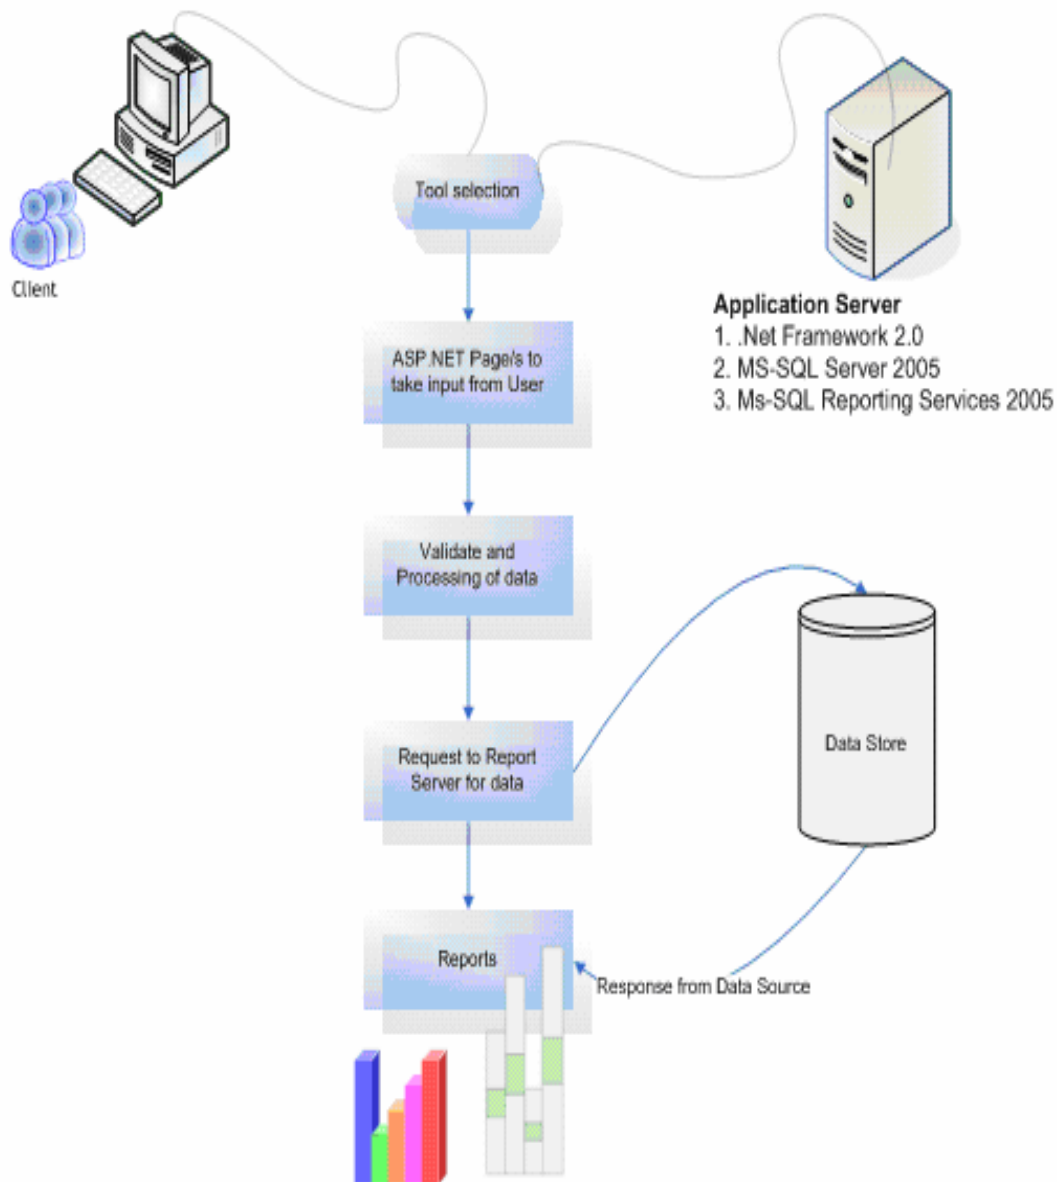 Tool selection
Client
Application Server
1. .Net Framework 2.0
2. MS-SQL Server 2005
3. Ms-SQL Reporting Services 2005
ASP.NET Page/s to
take input from User
Validate and
Processing of data
Request to Report
Server for data
Data Store
Reports
Response from Data Source